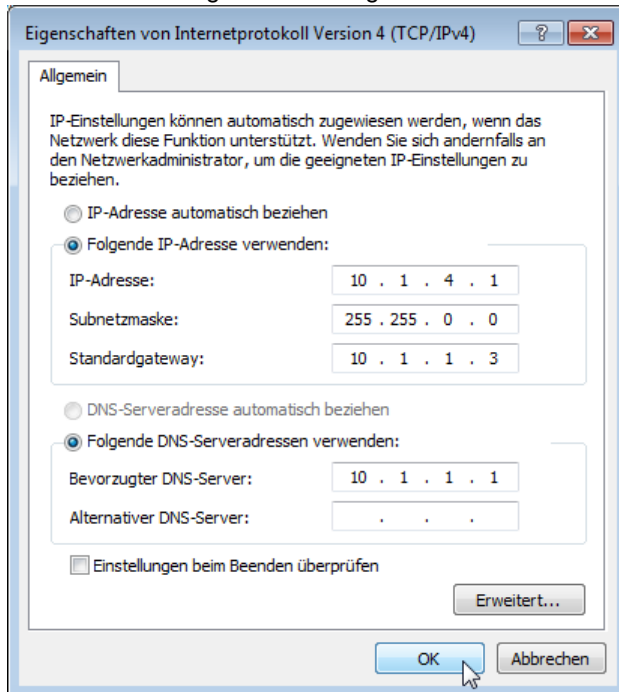 Eigenschaften von Internetprotokoll Version 4 (TCP/IPv4)
Allgemein
IP-Einstellungen können automatisch zugewiesen werden, wenn das
Netzwerk diese Funktion unterstützt. Wenden Sie sich andernfalls an
den Netzwerkadministrator, um die geeigneten IP-Einstellungen zu
beziehen.
IP-Adresse automatisch beziehen
Folgende IP-Adresse verwenden:
IP-Adresse: 10 . 1 . 4 . 1
Subnetzmaske: 255 . 255 . 0 . 0
Standardgateway: 10 . 1 . 1 . 3
DNS-Serveradresse automatisch beziehen
Folgende DNS-Serveradressen verwenden:
Bevorzugter DNS-Server: 10 . 1 . 1 . 1
Alternativer DNS-Server: . . .
Einstellungen beim Beenden überprüfen
Erweitert...
OK Abbrechen